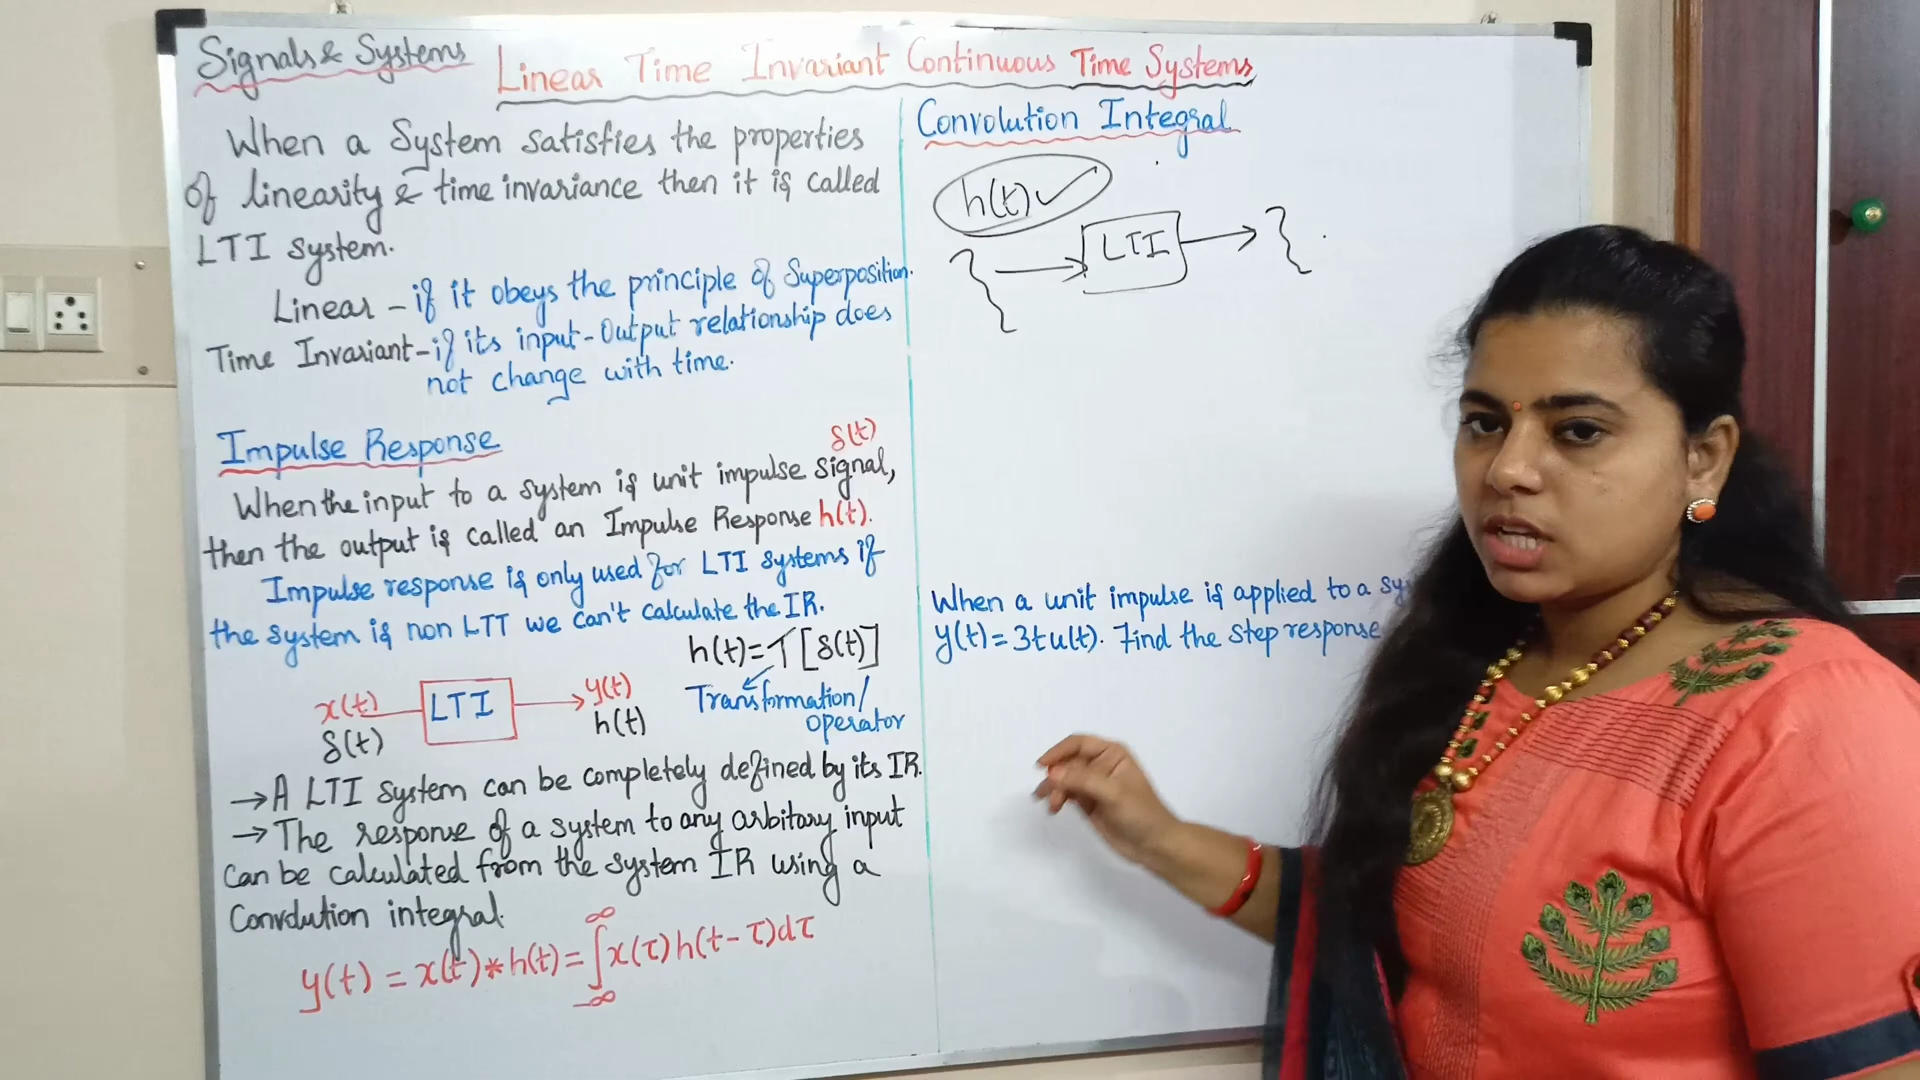 Signals & Systems
Linear Time Invariant Continuous Time Systems
When a System satisfies the properties
of linearity & time invariance then it is called
LTI system.
Linear - if it obeys the principle of Superposition.
Time Invariant - if its input-Output relationship does
not change with time.
Impulse Response
δ(t)
When the input to a system is unit impulse signal,
then the output is called an Impulse Response h(t).
Impulse response is only used for LTI systems if
the system is non LTI we can't calculate the IR.
h(t)=T[δ(t)]
Transformation/
operator
x(t) LTI y(t)
δ(t) h(t)
→ A LTI system can be completely defined by its IR.
→ The response of a system to any arbitary input
can be calculated from the system IR using a
Convolution integral.
y(t) = x(t)*h(t) = ∫_{-∞}^{∞} x(τ)h(t-τ)dτ
Convolution Integral
h(t) ✓
LTI
When a unit impulse is applied to a
y(t)=3tu(t). Find the Step response